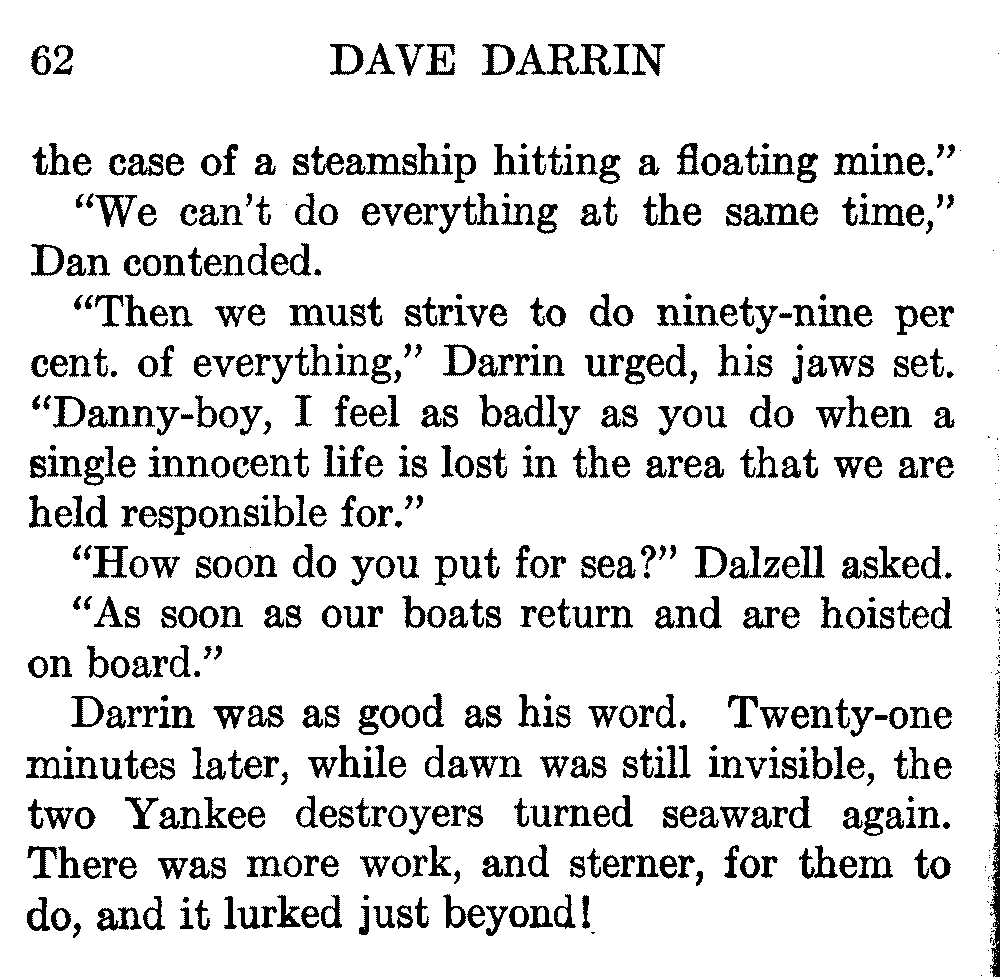 62 DAVE DARRIN
the case of a steamship hitting a floating mine.”
“We can’t do everything at the same time,”
Dan contended.
“Then we must strive to do ninety-nine per
cent. of everything,” Darrin urged, his jaws set.
“Danny-boy, I feel as badly as you do when a
single innocent life is lost in the area that we are
held responsible for.”
“How soon do you put for sea?” Dalzell asked.
“As soon as our boats return and are hoisted
on board.”
Darrin was as good as his word. Twenty-one
minutes later, while dawn was still invisible, the
two Yankee destroyers turned seaward again.
There was more work, and sterner, for them to
do, and it lurked just beyond!